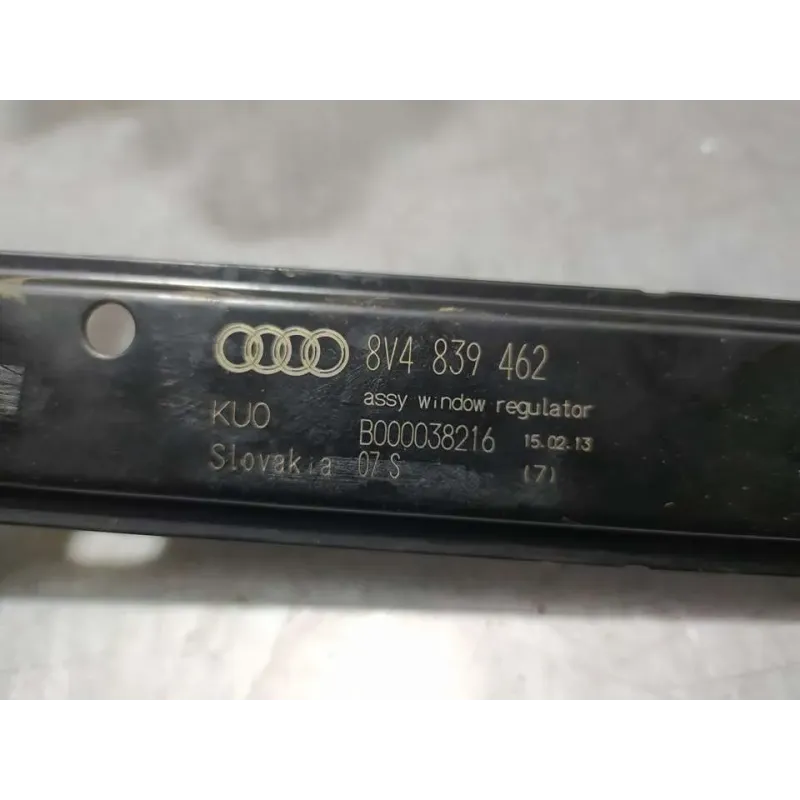 8V4 839 462
assy window regulator
KUO B000038216 15.02.13
Slovakia 07 S (7)